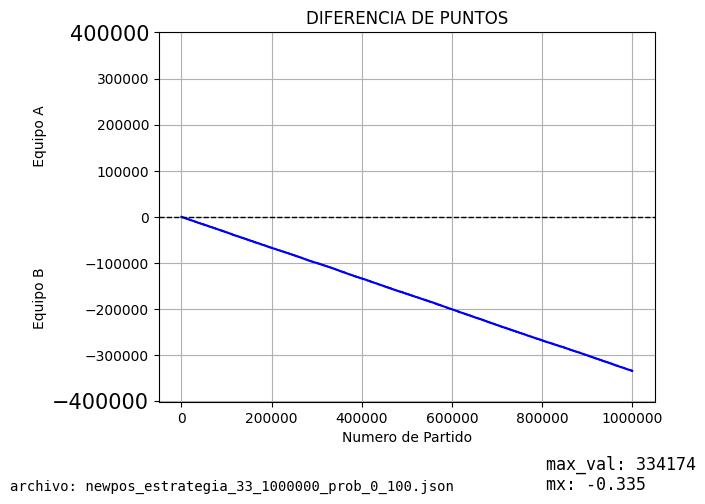 DIFERENCIA DE PUNTOS
400000
300000
200000
100000
0
−100000
−200000
−300000
−400000
Equipo A
Equipo B
0 200000 400000 600000 800000 1000000
Numero de Partido
max_val: 334174
archivo: newpos_estrategia_33_1000000_prob_0_100.json
mx: -0.335